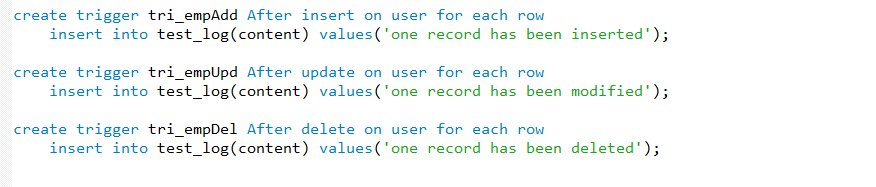 create trigger tri_empAdd After insert on user for each row
insert into test_log(content) values('one record has been inserted');
create trigger tri_empUpd After update on user for each row
insert into test_log(content) values('one record has been modified');
create trigger tri_empDel After delete on user for each row
insert into test_log(content) values('one record has been deleted');